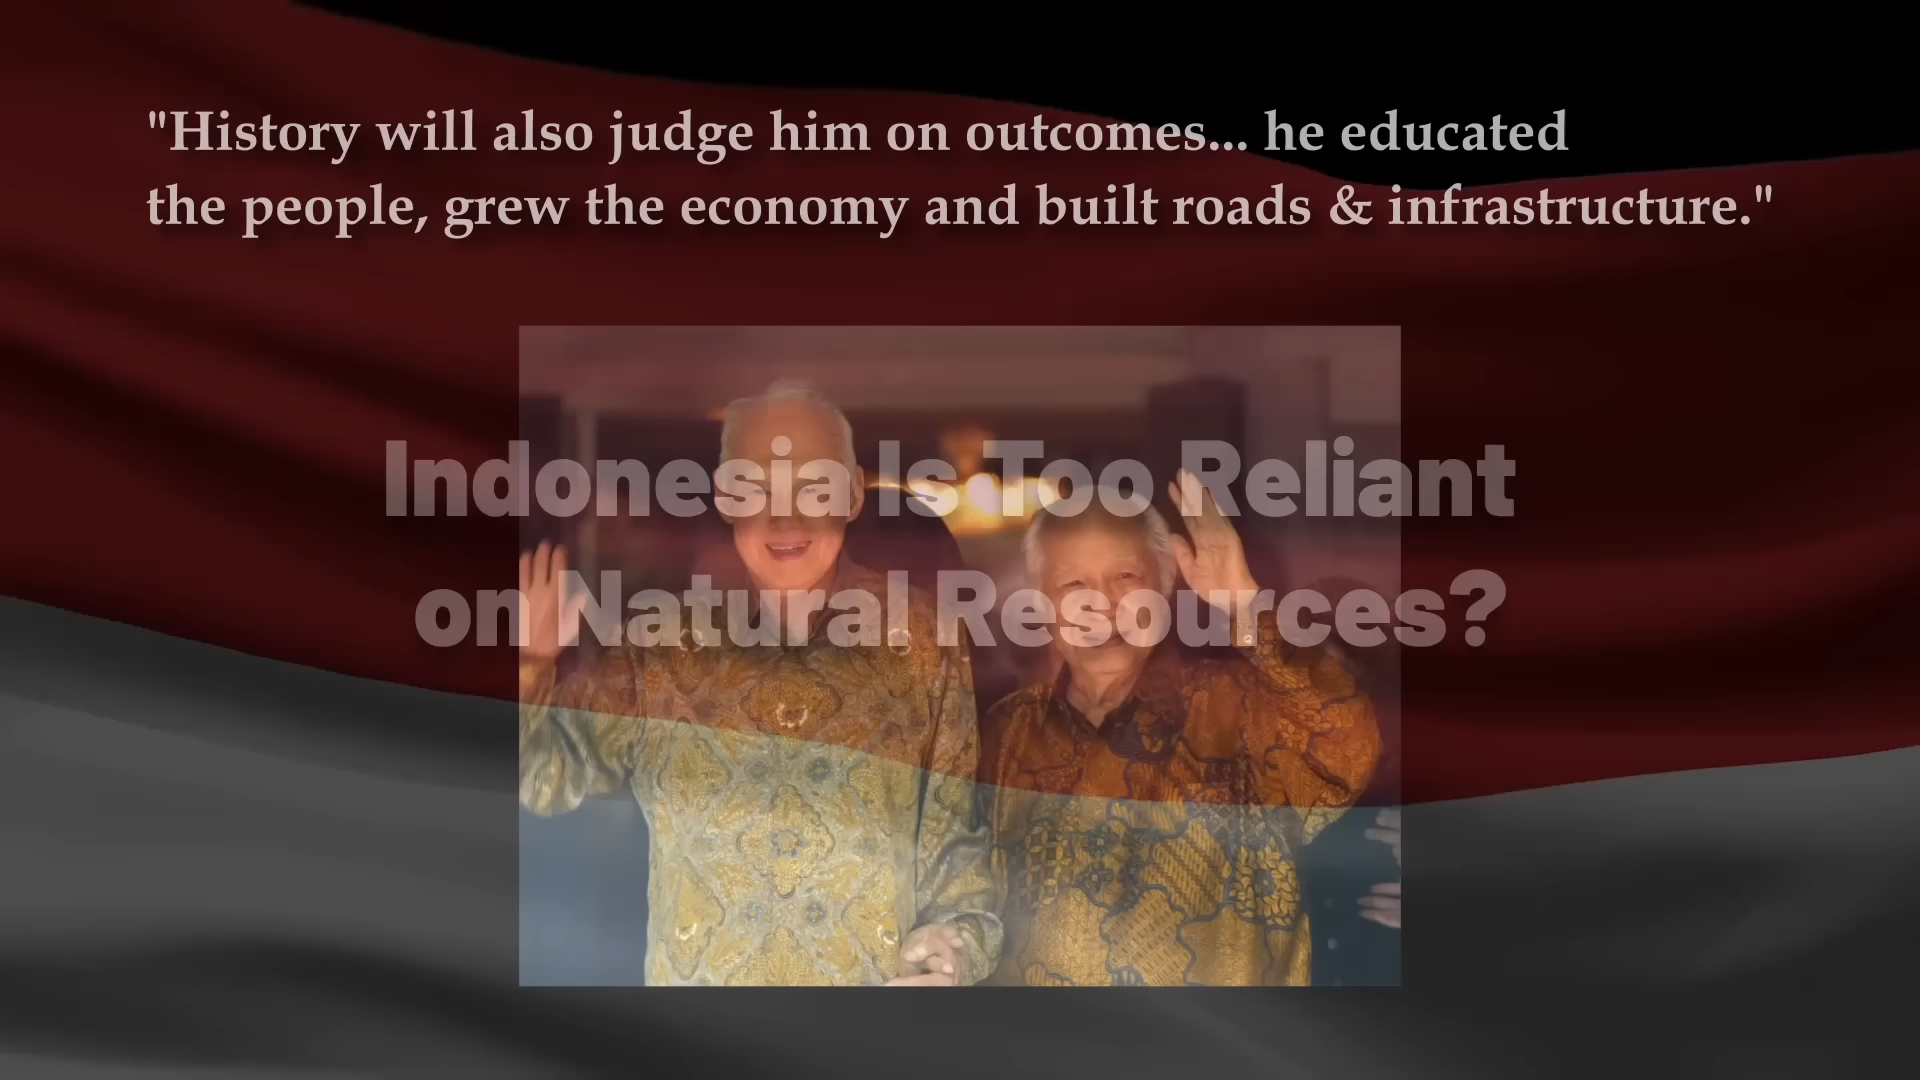 "History will also judge him on outcomes... he educated
the people, grew the economy and built roads & infrastructure."
Indonesia Is Too Reliant
on Natural Resources?